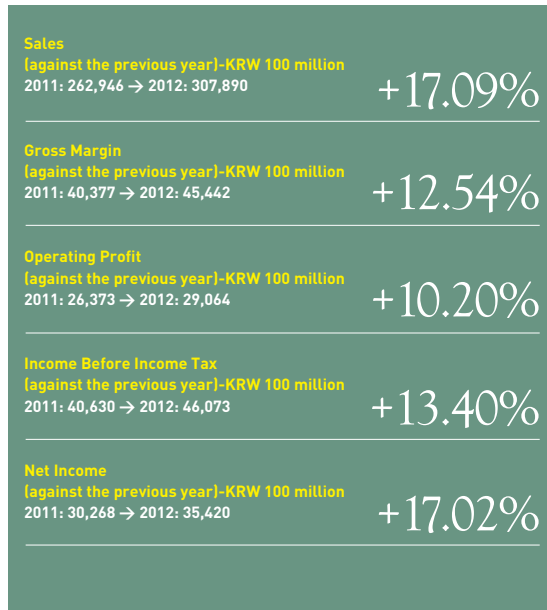 Sales
(against the previous year)-KRW 100 million
2011: 262,946 → 2012: 307,890
+17.09%
Gross Margin
(against the previous year)-KRW 100 million
2011: 40,377 → 2012: 45,442
+12.54%
Operating Profit
(against the previous year)-KRW 100 million
2011: 26,373 → 2012: 29,064
+10.20%
Income Before Income Tax
(against the previous year)-KRW 100 million
2011: 40,630 → 2012: 46,073
+13.40%
Net Income
(against the previous year)-KRW 100 million
2011: 30,268 → 2012: 35,420
+17.02%